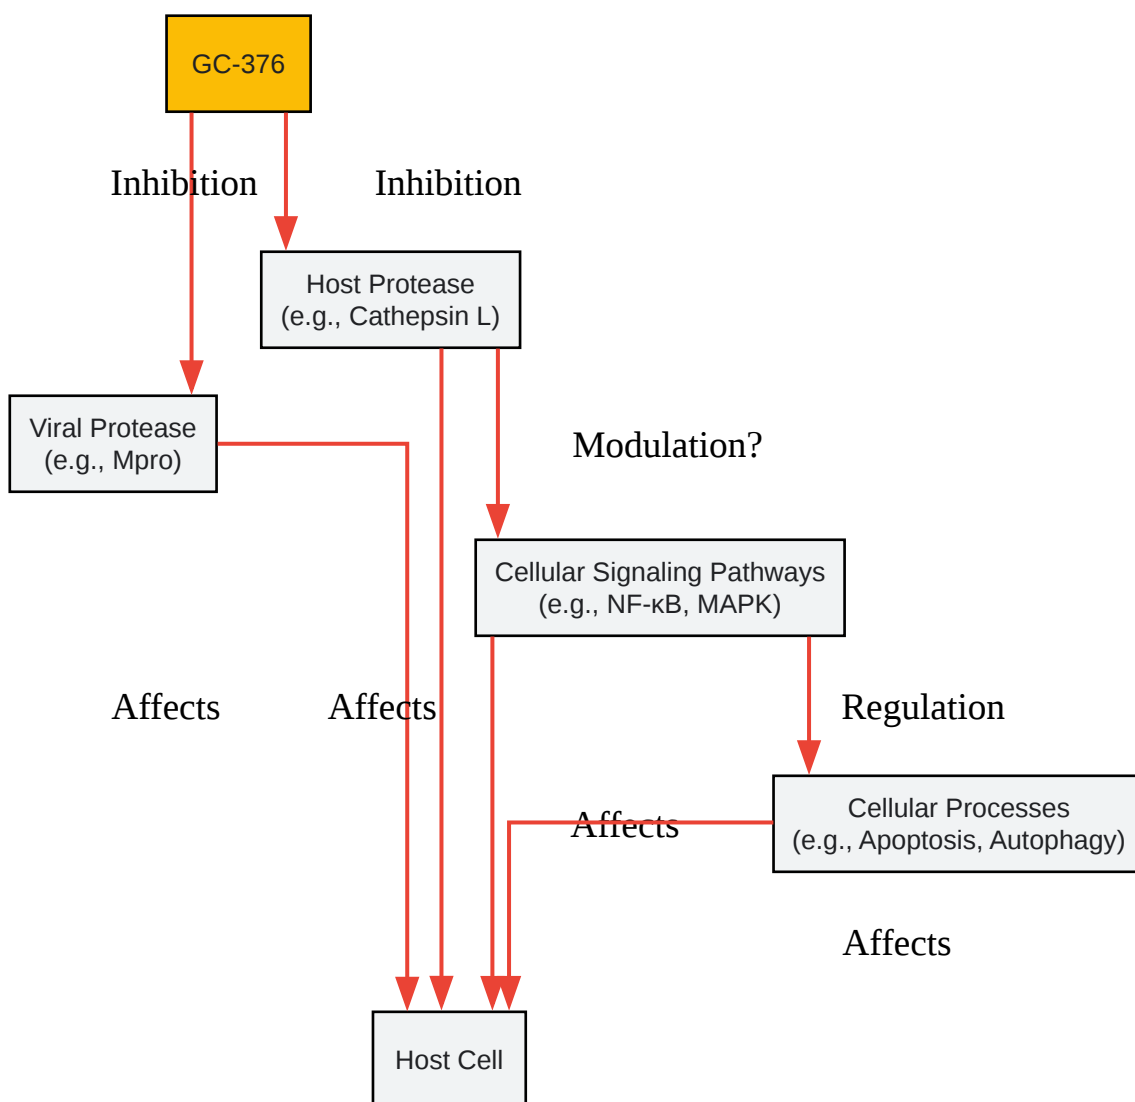 GC-376
Inhibition
Inhibition
Host Protease
(e.g., Cathepsin L)
Viral Protease
(e.g., Mpro)
Modulation?
Cellular Signaling Pathways
(e.g., NF-κB, MAPK)
Affects
Affects
Regulation
Cellular Processes
(e.g., Apoptosis, Autophagy)
Affects
Affects
Host Cell